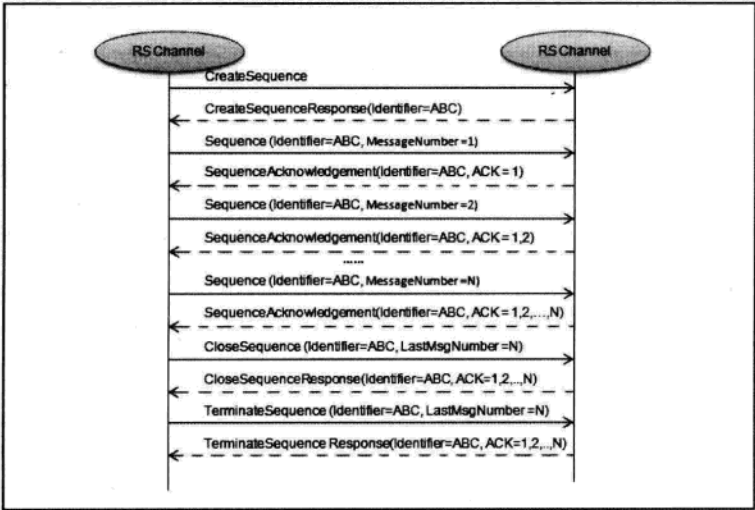 RS Channel
RS Channel
CreateSequence
CreateSequenceResponse(Identifier=ABC)
Sequence (Identifier=ABC, MessageNumber=1)
SequenceAcknowledgement(Identifier=ABC, ACK = 1)
Sequence (Identifier=ABC, MessageNumber=2)
SequenceAcknowledgement(Identifier=ABC, ACK = 1,2)
......
Sequence (Identifier=ABC, MessageNumber=N)
SequenceAcknowledgement(Identifier=ABC, ACK = 1,2,...,N)
CloseSequence (Identifier=ABC, LastMsgNumber=N)
CloseSequenceResponse(Identifier=ABC, ACK=1,2,..,N)
TerminateSequence (Identifier=ABC, LastMsgNumber=N)
TerminateSequence Response(Identifier=ABC, ACK=1,2,..,N)